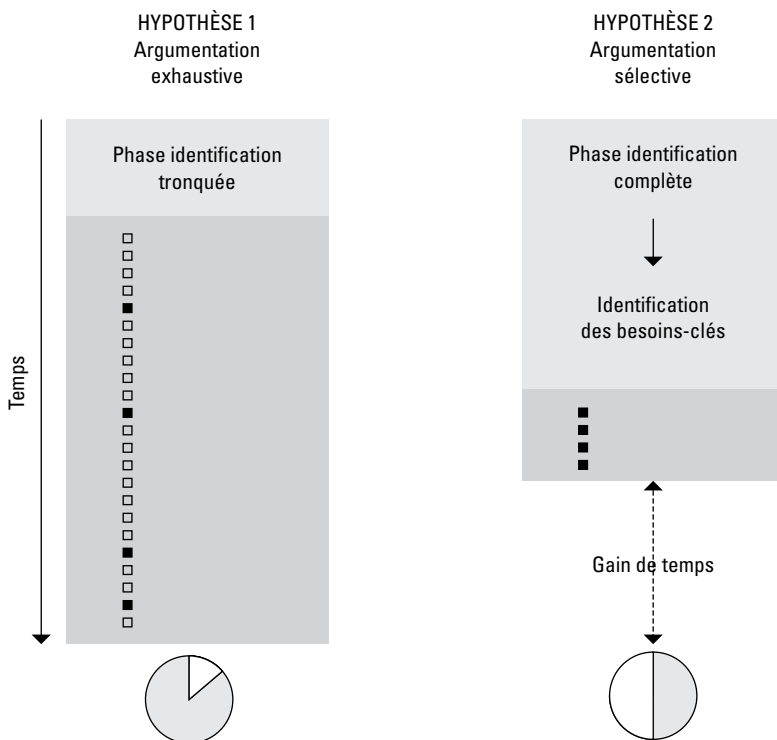 HYPOTHÈSE 1
Argumentation
exhaustive
HYPOTHÈSE 2
Argumentation
sélective
Temps
Phase identification
tronquée
Phase identification
complète
Identification
des besoins-clés
Gain de temps